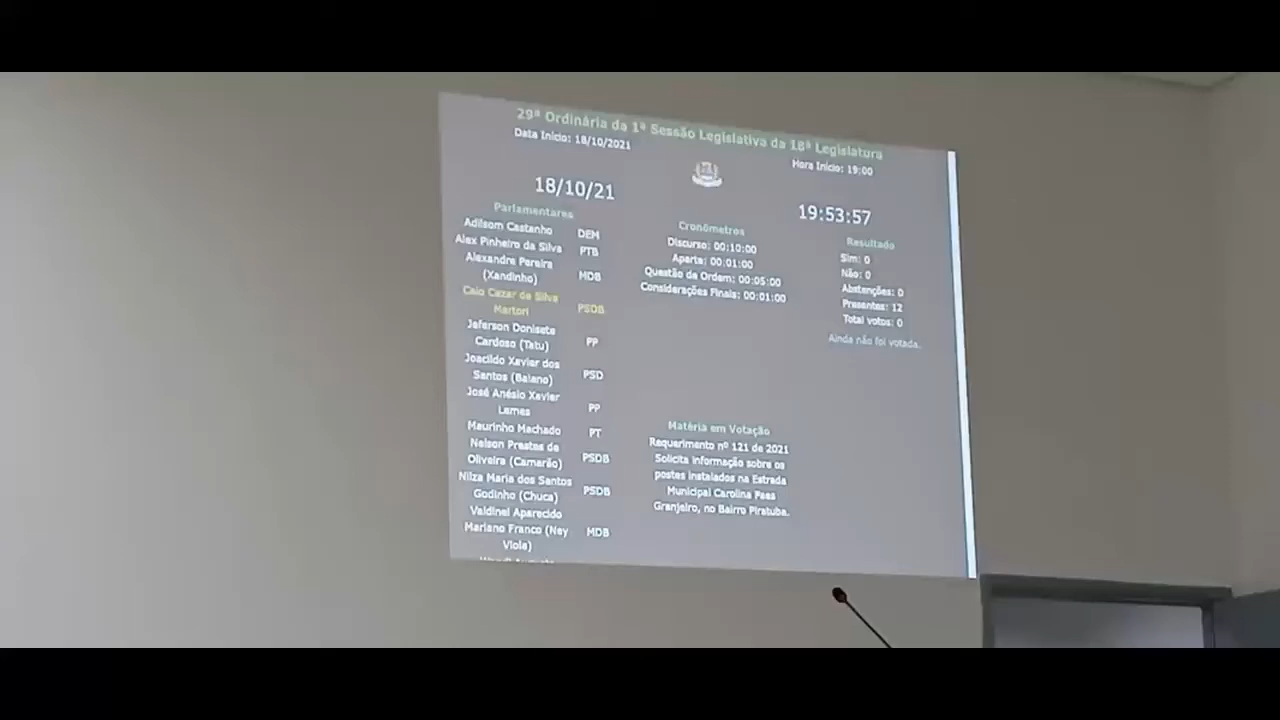 29ª Ordinária da 1ª Sessão Legislativa da 18ª Legislatura
Data Início: 18/10/2021
Hora Início: 19:00
18/10/21
19:53:57
Parlamentares
Adilsom Castanho DEM
Alex Pinheiro da Silva PTB
Alexandre Pereira
(Xandinho) MDB
Caio Cezar da Silva
Martori PSDB
Jeferson Donisete
Cardoso (Tatu) PP
Joacildo Xavier dos
Santos (Baiano) PSD
José Anésio Xavier
Lemes PP
Maurinho Machado PT
Nelson Prestes de
Oliveira (Camarão) PSDB
Nilza Maria dos Santos
Godinho (Chuca) PSDB
Valdinei Aparecido
Mariano Franco (Ney
Viola) MDB
Cronômetros
Discurso: 00:10:00
Aparte: 00:01:00
Questão de Ordem: 00:05:00
Considerações Finais: 00:01:00
Resultado
Sim: 0
Não: 0
Abstenções: 0
Presentes: 12
Total votos: 0
Ainda não foi votada.
Matéria em Votação
Requerimento nº 121 de 2021
Solicita informação sobre os
postes instalados na Estrada
Municipal Carolina Paes
Granjeiro, no Bairro Piratuba.